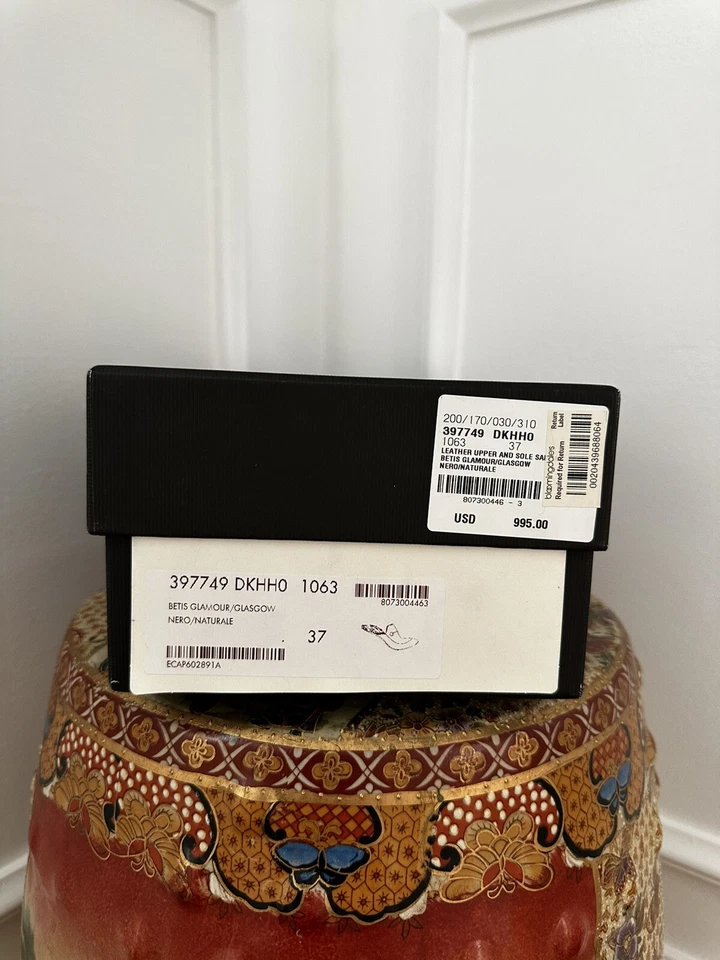 200/170/030/310
397749 DKHH0
1063 37
LEATHER UPPER AND SOLE SA
BETIS GLAMOUR/GLASGOW
NERO/NATURALE
807300446 - 3
USD 995.00
bloomingdales
Required for Return
Return
Label
0020439688064
397749 DKHH0 1063
8073004463
BETIS GLAMOUR/GLASGOW
NERO/NATURALE
37
ECAP602891A